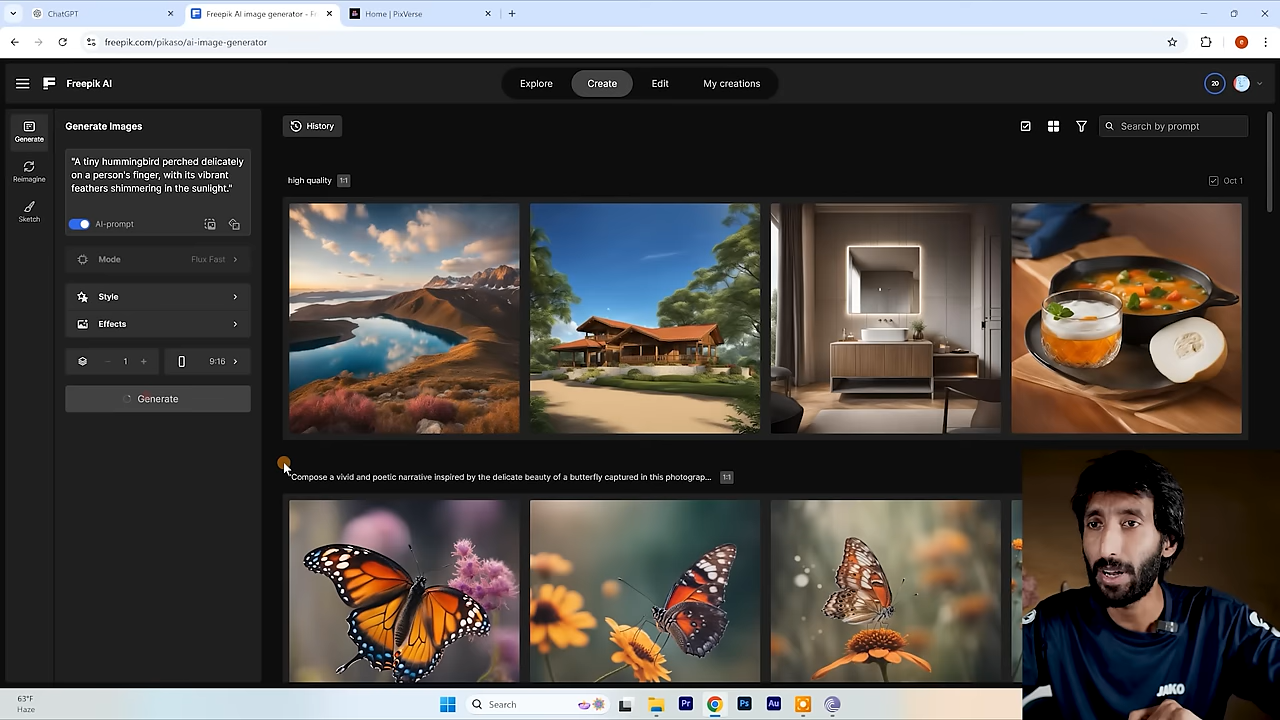 ChatGPT
Freepik AI image generator - F
Home | PixVerse
freepik.com/pikaso/ai-image-generator
e
Freepik AI
Explore
Create
Edit
My creations
20
Generate
Reimagine
Sketch
Generate Images
"A tiny hummingbird perched delicately
on a person's finger, with its vibrant
feathers shimmering in the sunlight."
AI-prompt
Mode
Flux Fast
Style
Effects
1
9:16
Generate
History
Search by prompt
high quality
1:1
Oct 1
"Compose a vivid and poetic narrative inspired by the delicate beauty of a butterfly captured in this photograp...
1:1
JAKO
63°F
Haze
Search
Pr
Ps
Au